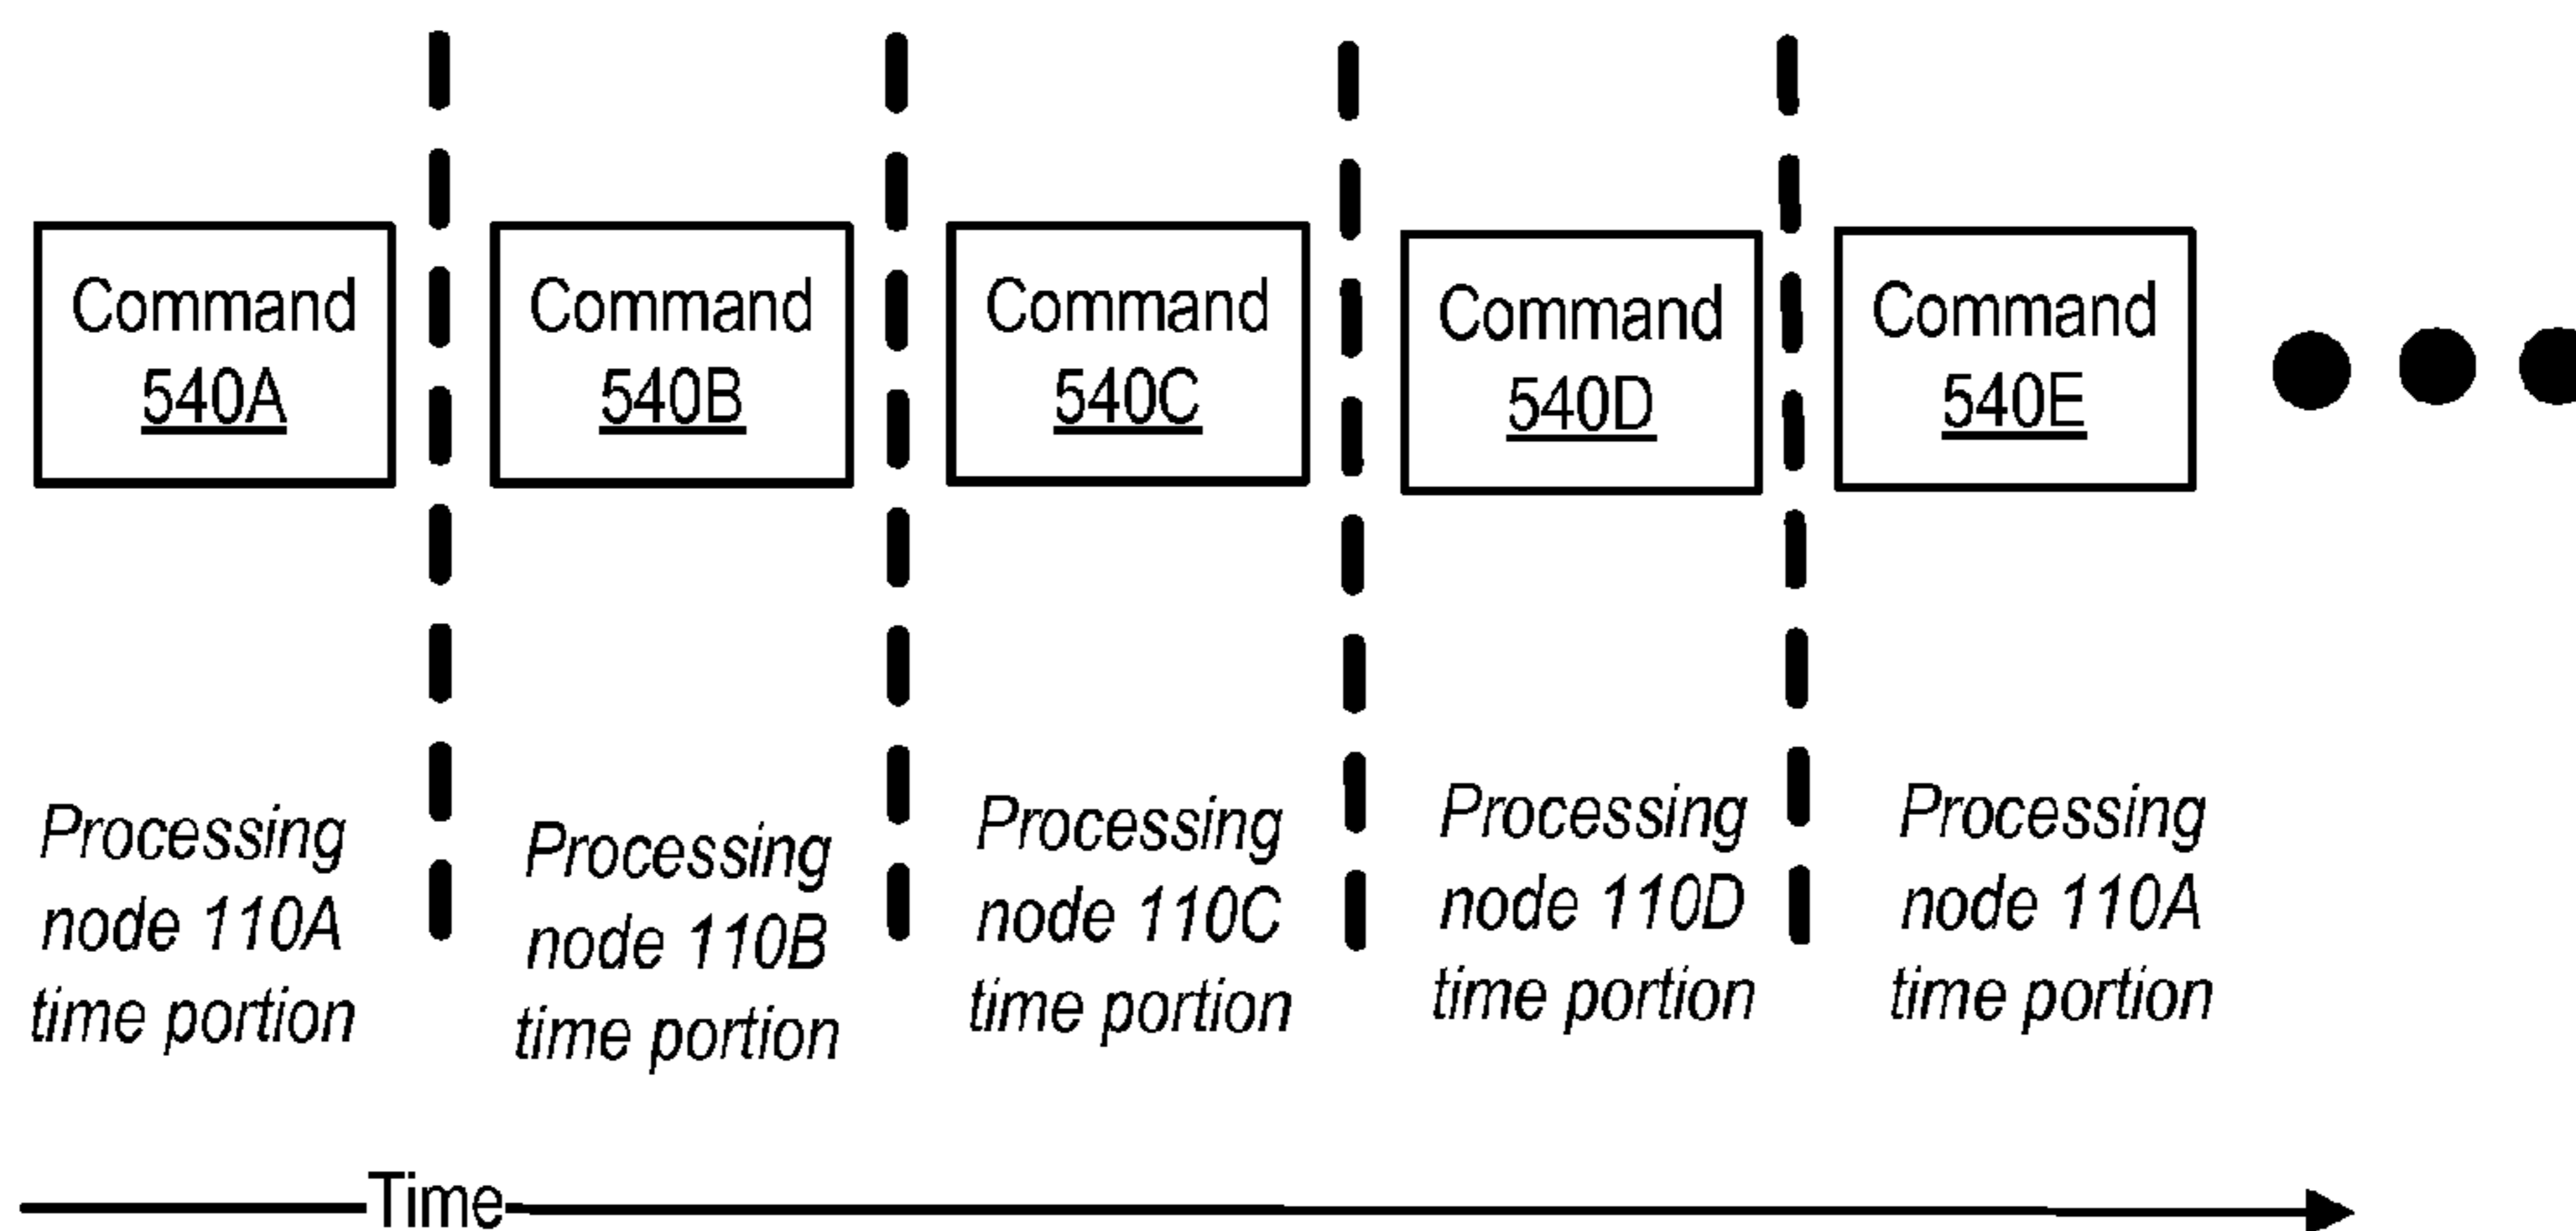 Command
540A
Command
540B
Command
540C
Command
540D
Command
540E
Processing
node 110A
time portion
Processing
node 110B
time portion
Processing
node 110C
time portion
Processing
node 110D
time portion
Processing
node 110A
time portion
Time